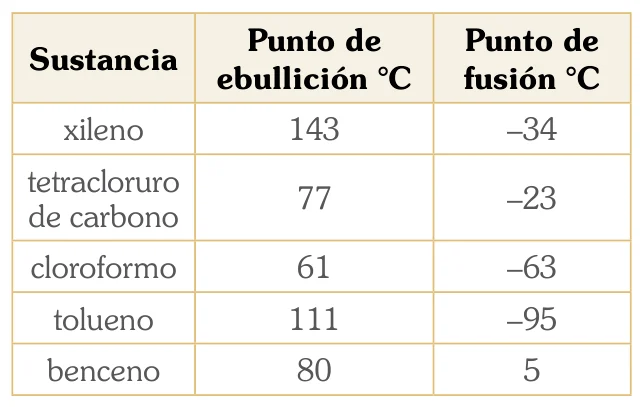 Sustancia
Punto de
ebullición °C
Punto de
fusión °C
xileno
143
–34
tetracloruro
de carbono
77
–23
cloroformo
61
–63
tolueno
111
–95
benceno
80
5